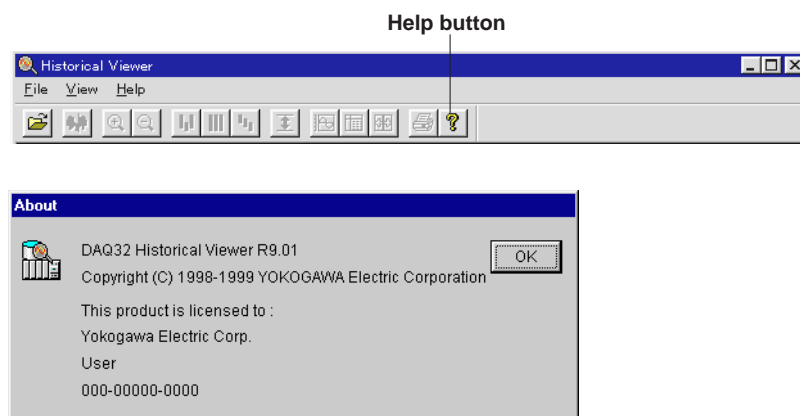 Help button
Historical Viewer
File View Help
About
DAQ32 Historical Viewer R9.01
OK
Copyright (C) 1998-1999 YOKOGAWA Electric Corporation
This product is licensed to :
Yokogawa Electric Corp.
User
000-00000-0000